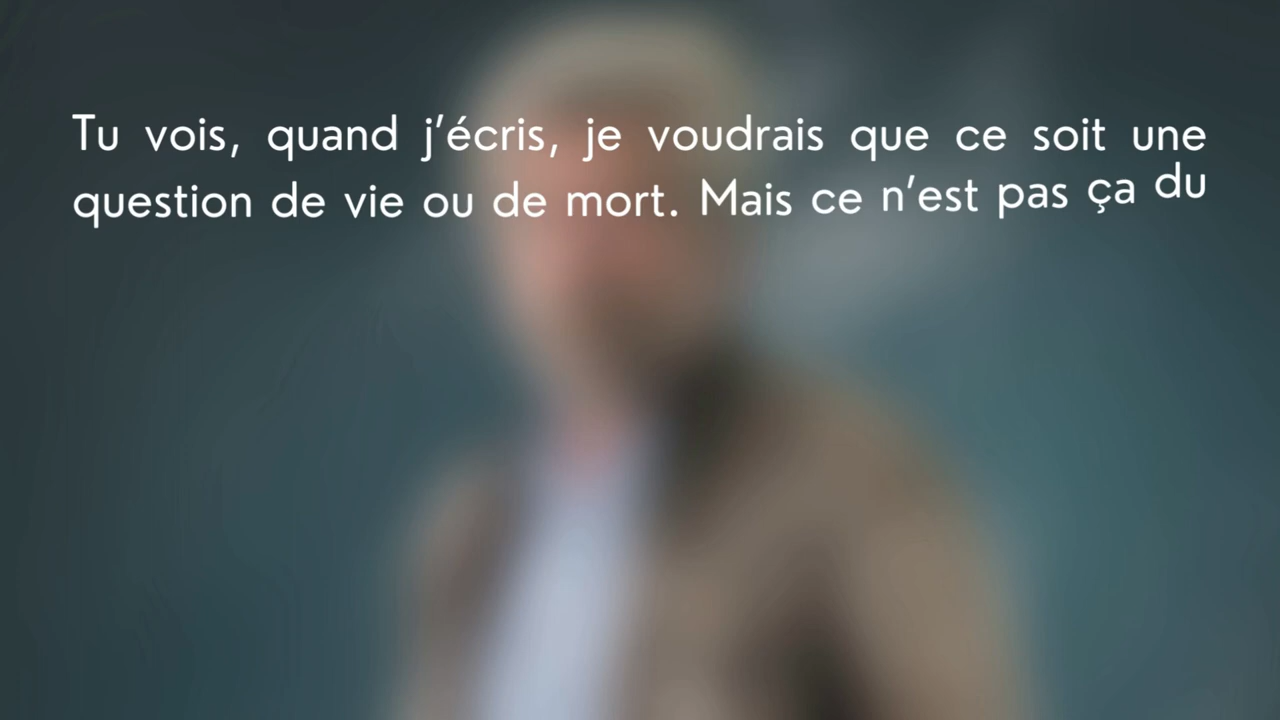 Tu vois, quand j’écris, je voudrais que ce soit une
question de vie ou de mort. Mais ce n’est pas ça du